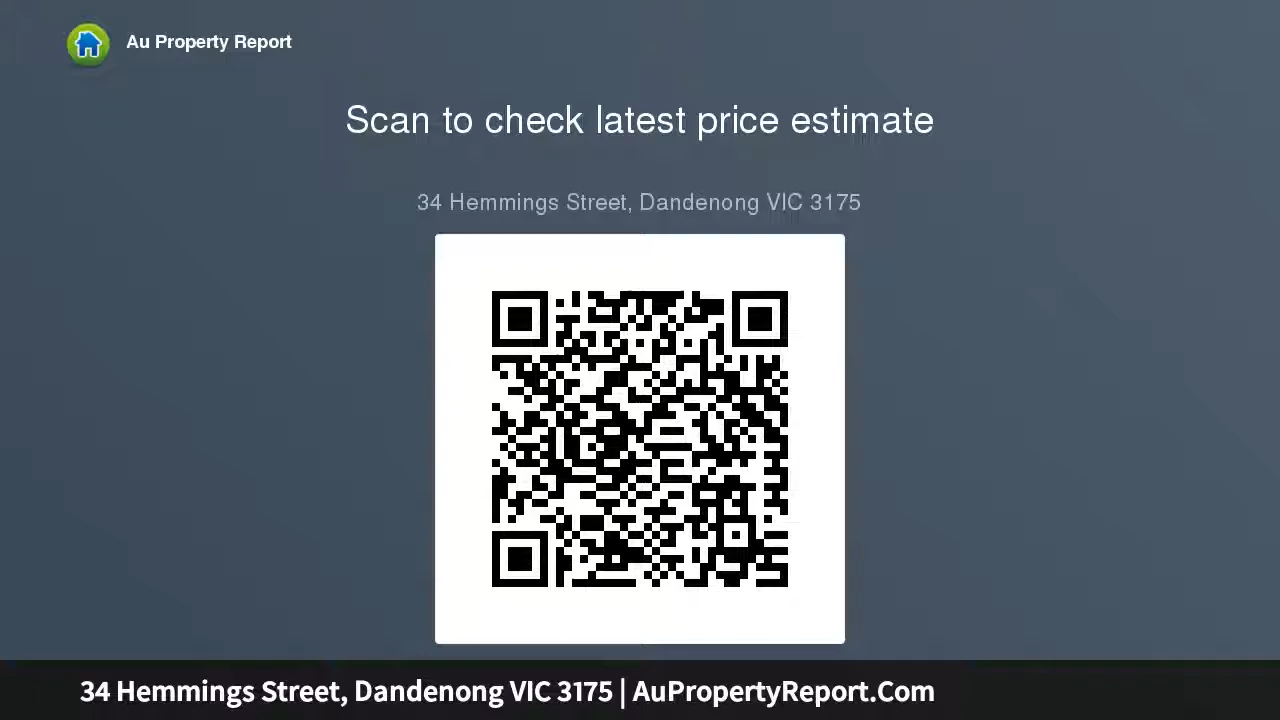 Au Property Report
Scan to check latest price estimate
34 Hemmings Street, Dandenong VIC 3175
34 Hemmings Street, Dandenong VIC 3175 | AuPropertyReport.Com